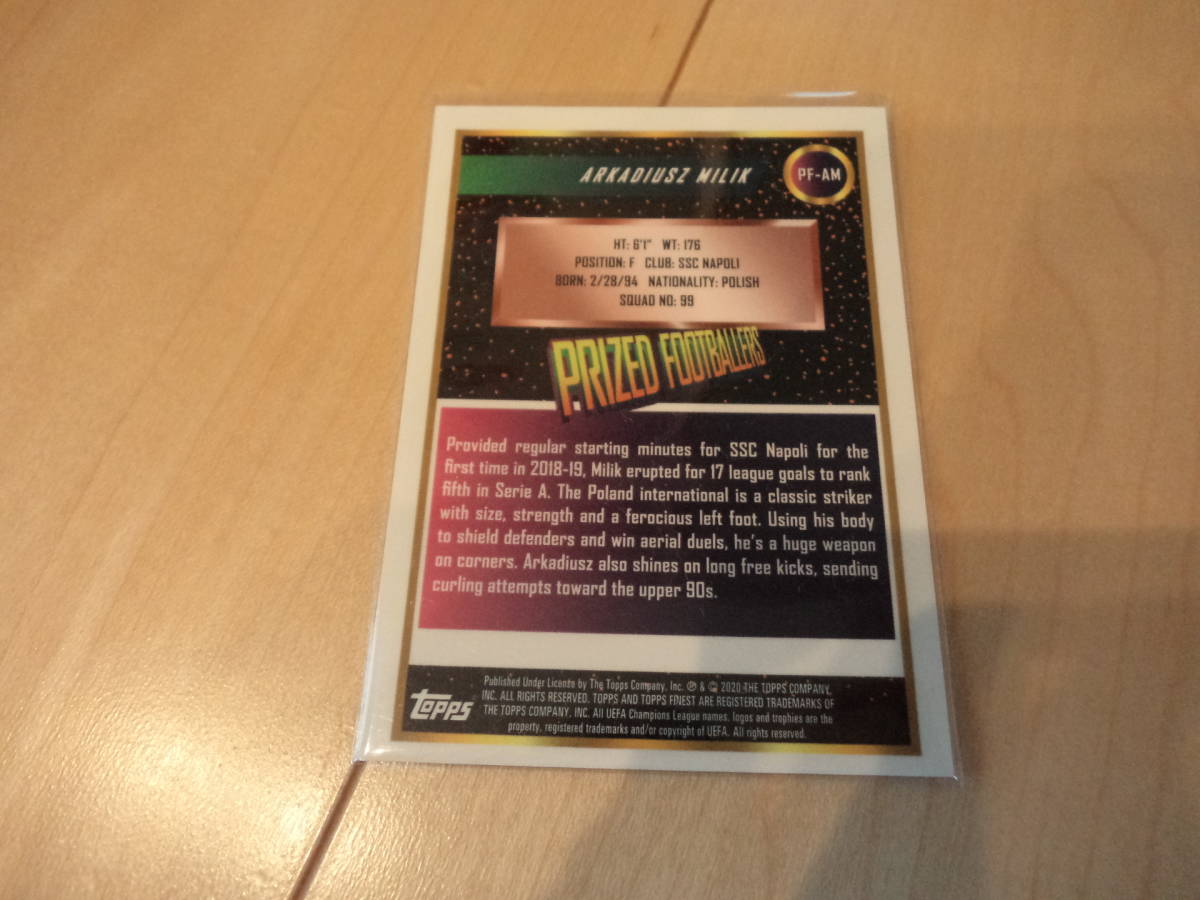 ARKADIUSZ MILIK
PF-AM
HT: 6'1" WT: 176
POSITION: F CLUB: SSC NAPOLI
BORN: 2/28/94 NATIONALITY: POLISH
SQUAD NO: 99
PRIZED FOOTBALLERS
Provided regular starting minutes for SSC Napoli for the
first time in 2018-19, Milik erupted for 17 league goals to rank
fifth in Serie A. The Poland international is a classic striker
with size, strength and a ferocious left foot. Using his body
to shield defenders and win aerial duels, he's a huge weapon
on corners. Arkadiusz also shines on long free kicks, sending
curling attempts toward the upper 90s.
topps
Published Under License by The Topps Company, Inc. ℗ & © 2020 THE TOPPS COMPANY,
INC. ALL RIGHTS RESERVED. TOPPS AND TOPPS FINEST ARE REGISTERED TRADEMARKS OF
THE TOPPS COMPANY, INC. All UEFA Champions League names, logos and trophies are the
property, registered trademarks and/or copyright of UEFA. All rights reserved.